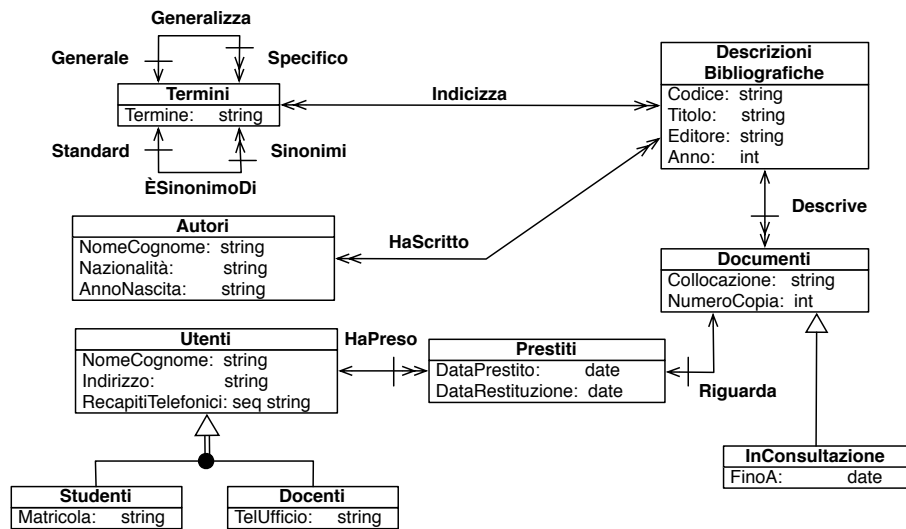 Generalizza
Generale
Specifico
Termini
Termine: string
Standard
Sinonimi
ÈSinonimoDi
Indicizza
Descrizioni
Bibliografiche
Codice: string
Titolo: string
Editore: string
Anno: int
Autori
NomeCognome: string
Nazionalità: string
AnnoNascita: string
HaScritto
Descrive
Documenti
Collocazione: string
NumeroCopia: int
Utenti
NomeCognome: string
Indirizzo: string
RecapitiTelefonici: seq string
HaPreso
Prestiti
DataPrestito: date
DataRestituzione: date
Riguarda
InConsultazione
FinoA: date
Studenti
Matricola: string
Docenti
TelUfficio: string